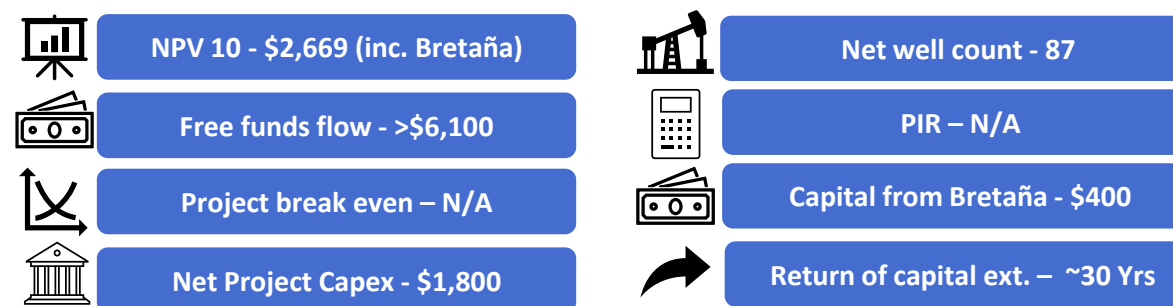 NPV 10 - $2,669 (inc. Bretaña)
Free funds flow - >$6,100
Project break even – N/A
Net Project Capex - $1,800
Net well count - 87
PIR – N/A
Capital from Bretaña - $400
Return of capital ext. – ~30 Yrs